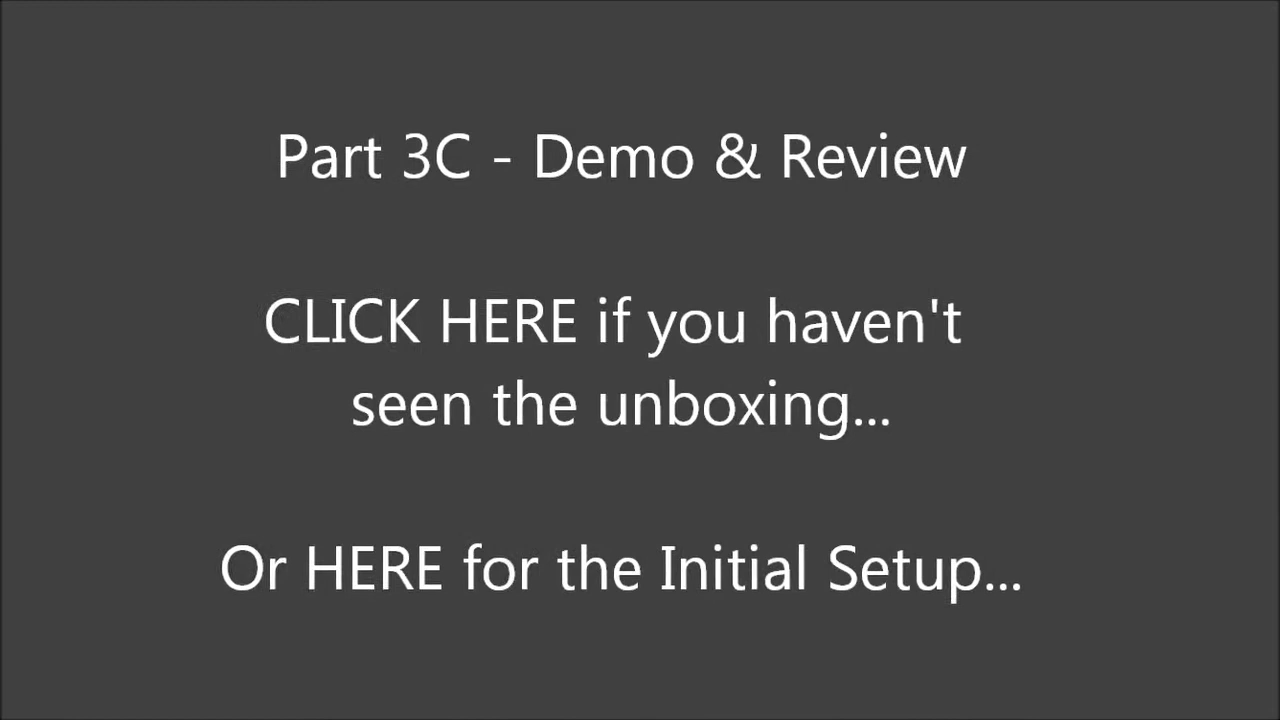 Part 3C - Demo & Review
CLICK HERE if you haven't
seen the unboxing...
Or HERE for the Initial Setup...